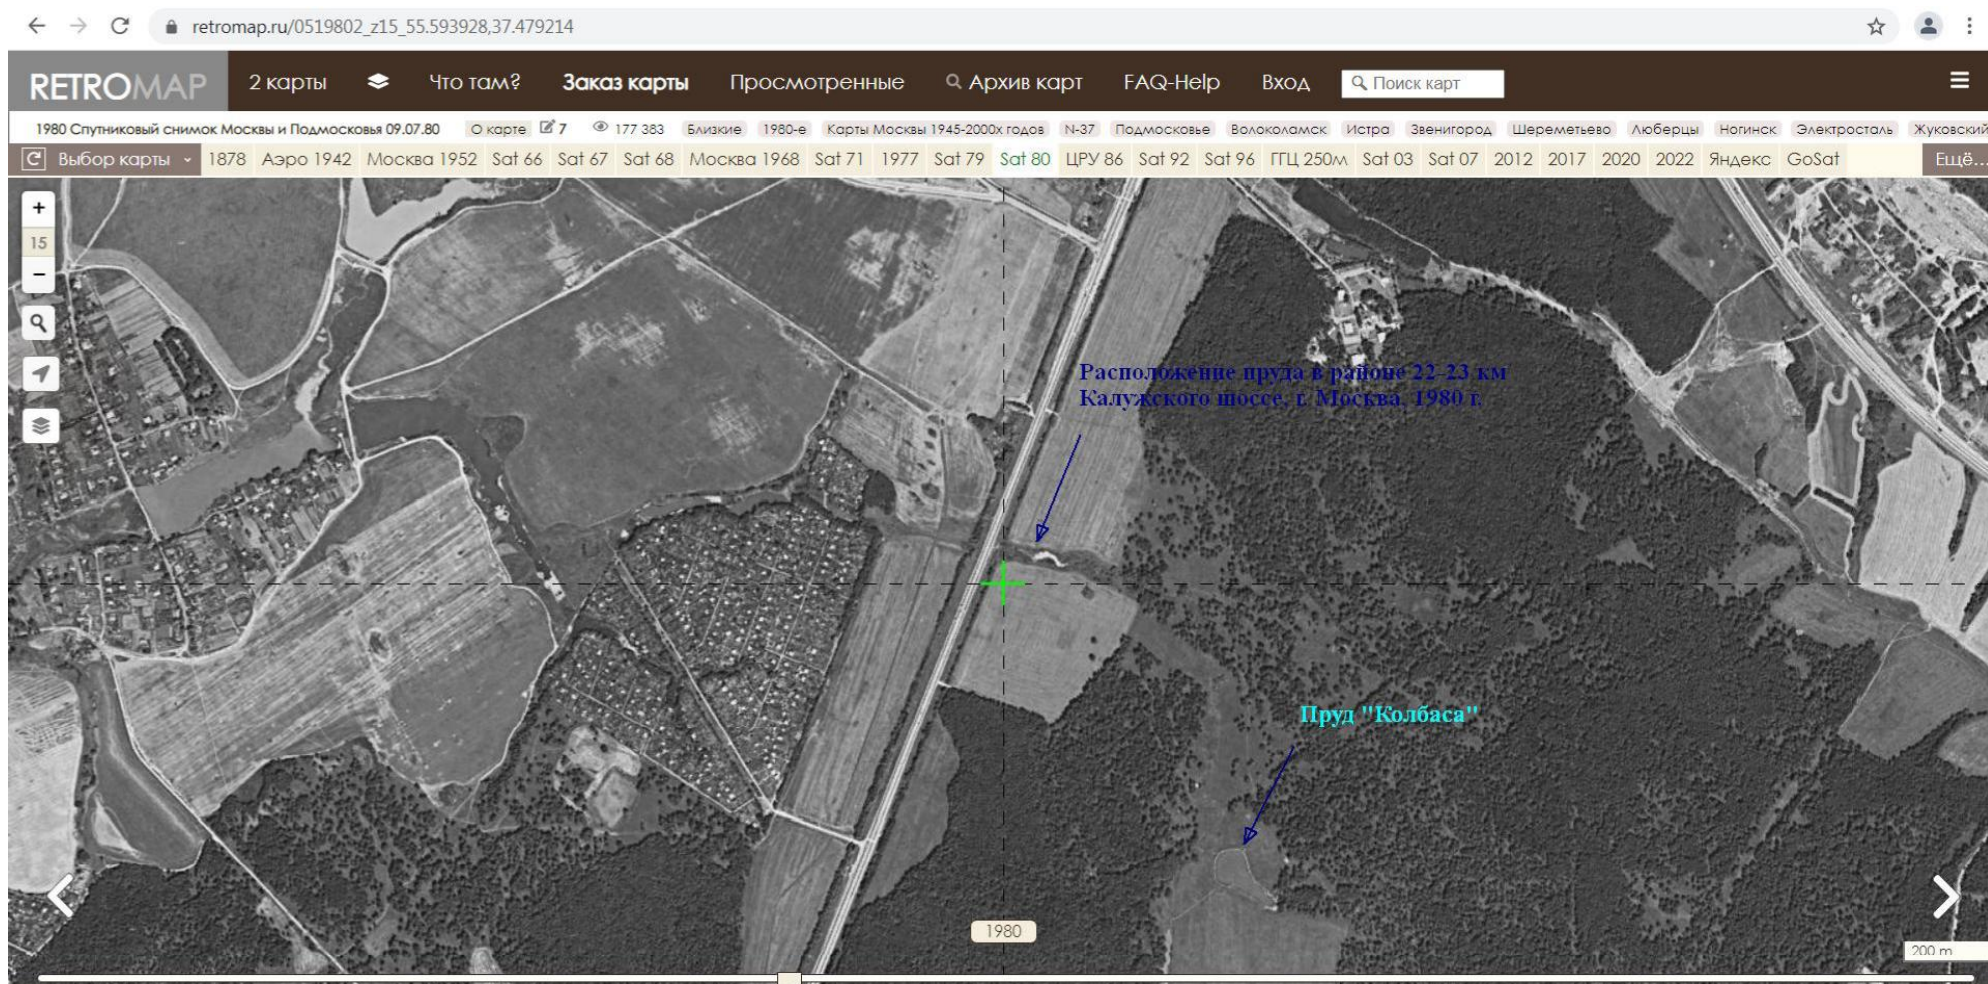 retromap.ru/0519802_z15_55.593928,37.479214
RETROMAP 2 карты Что там? Заказ карты Просмотренные Архив карт FAQ-Help Вход Поиск карт
1980 Спутниковый снимок Москвы и Подмосковья 09.07.80 О карте 7 177 383 Близкие 1980-е Карты Москвы 1945-2000х годов N-37 Подмосковье Волоколамск Истра Звенигород Шереметьево Люберцы Ногинск Электросталь Жуковский
Выбор карты 1878 Аэро 1942 Москва 1952 Sat 66 Sat 67 Sat 68 Москва 1968 Sat 71 1977 Sat 79 Sat 80 ЦРУ 86 Sat 92 Sat 96 ГГЦ 250м Sat 03 Sat 07 2012 2017 2020 2022 Яндекс GoSat Ещё...
+
15
−
Расположение пруда в районе 22-23 км
Калужского шоссе, г. Москва, 1980 г.
Пруд "Колбаса"
1980
200 m